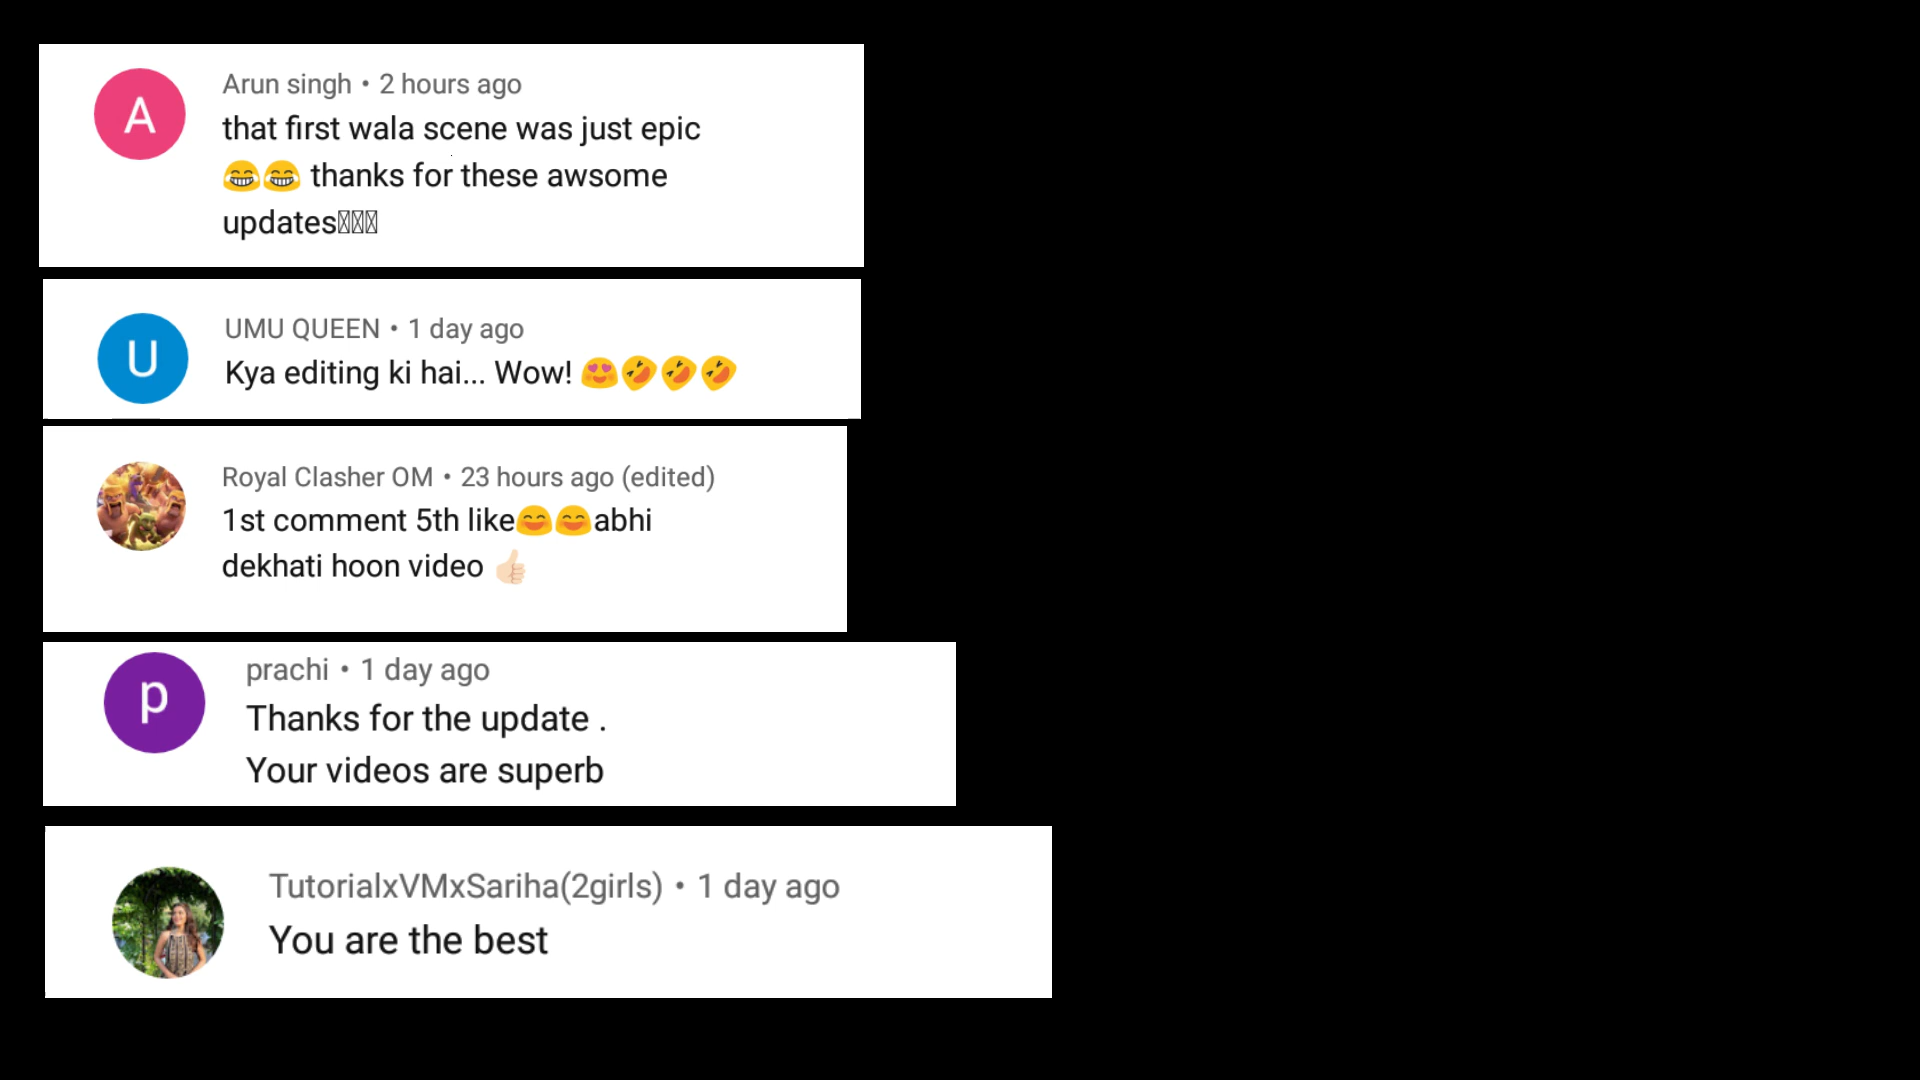 A
Arun singh • 2 hours ago
that first wala scene was just epic
😂😂 thanks for these awsome
updates
U
UMU QUEEN • 1 day ago
Kya editing ki hai... Wow! 😍🤣🤣🤣
Royal Clasher OM • 23 hours ago (edited)
1st comment 5th like😄😄abhi
dekhati hoon video 👍🏻
p
prachi • 1 day ago
Thanks for the update .
Your videos are superb
TutorialxVMxSariha(2girls) • 1 day ago
You are the best